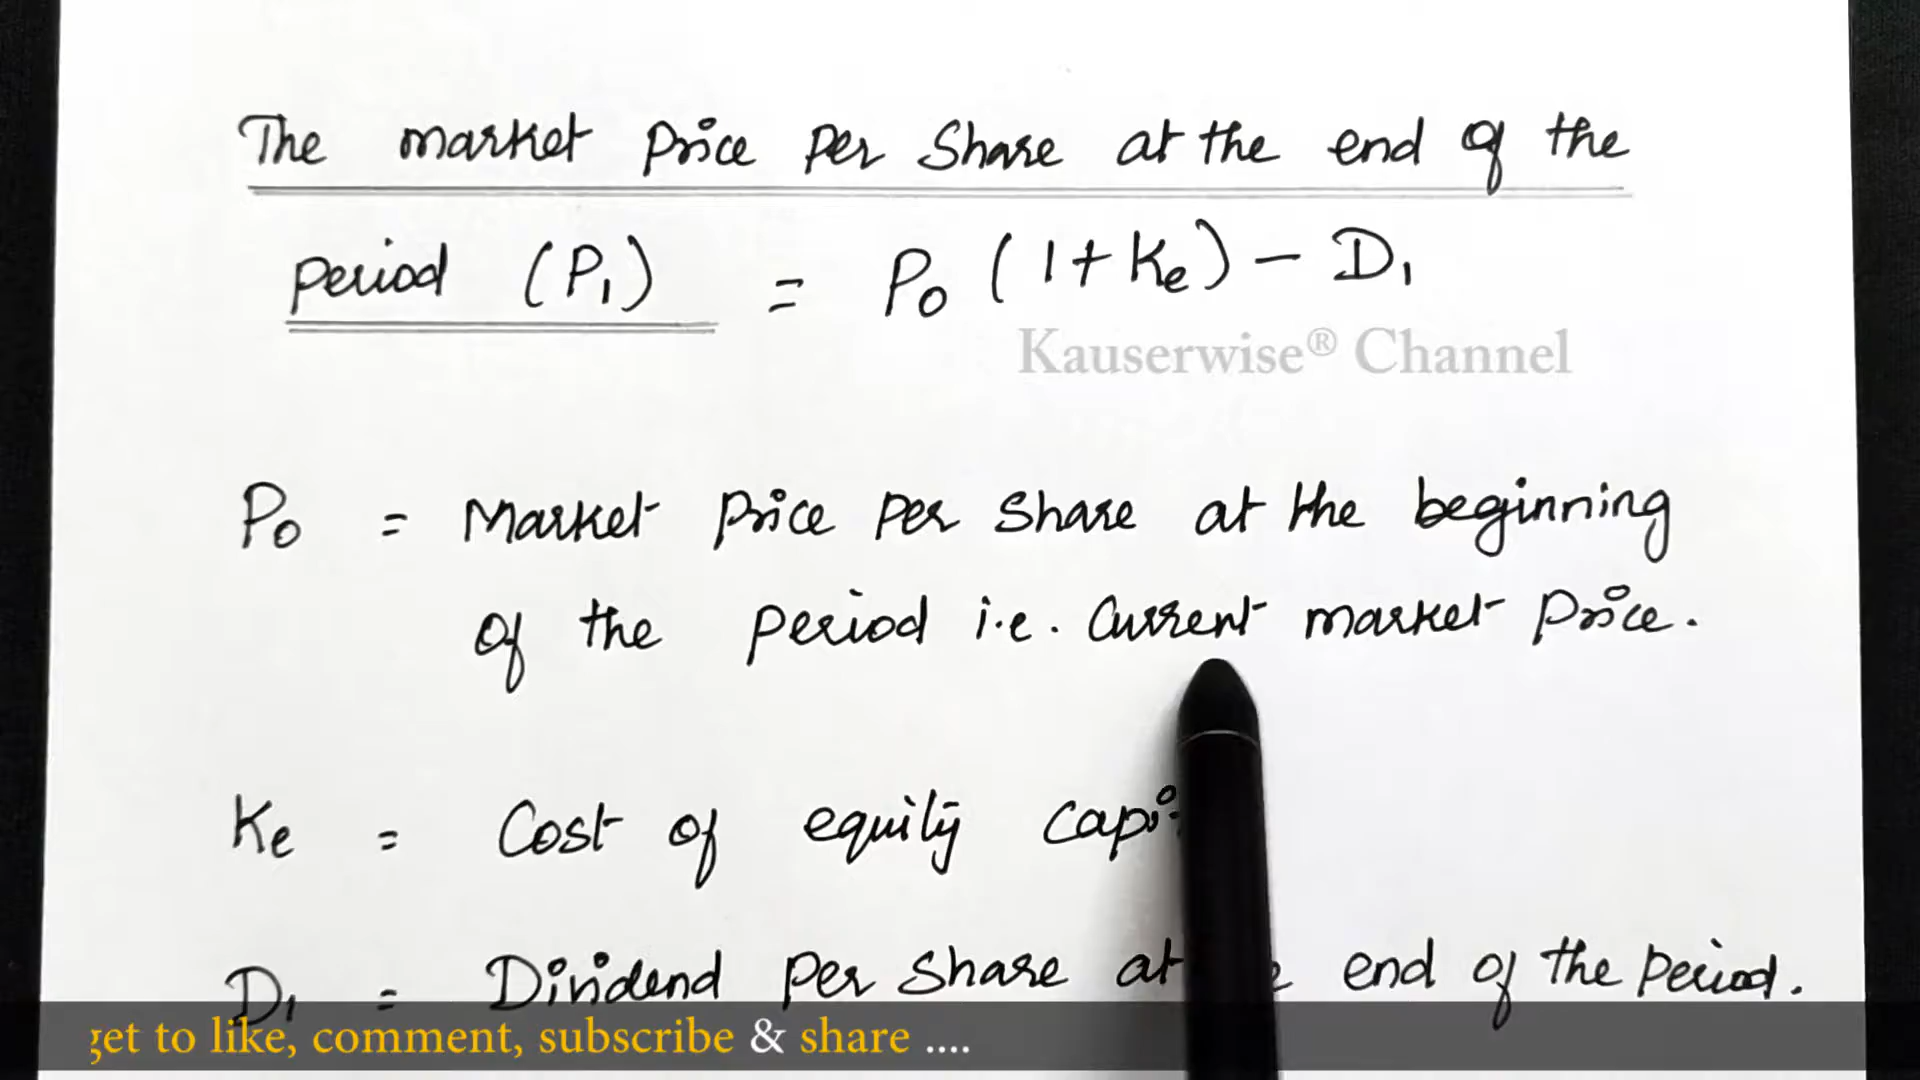 The market price per share at the end of the
period (P₁) = P₀ (1 + Ke) - D₁
Kauserwise® Channel
P₀ = Market price per share at the beginning
of the period i.e. current market price.
Ke = Cost of equity
D₁ = Dividend per share at end of the period.
get to like, comment, subscribe & share ....